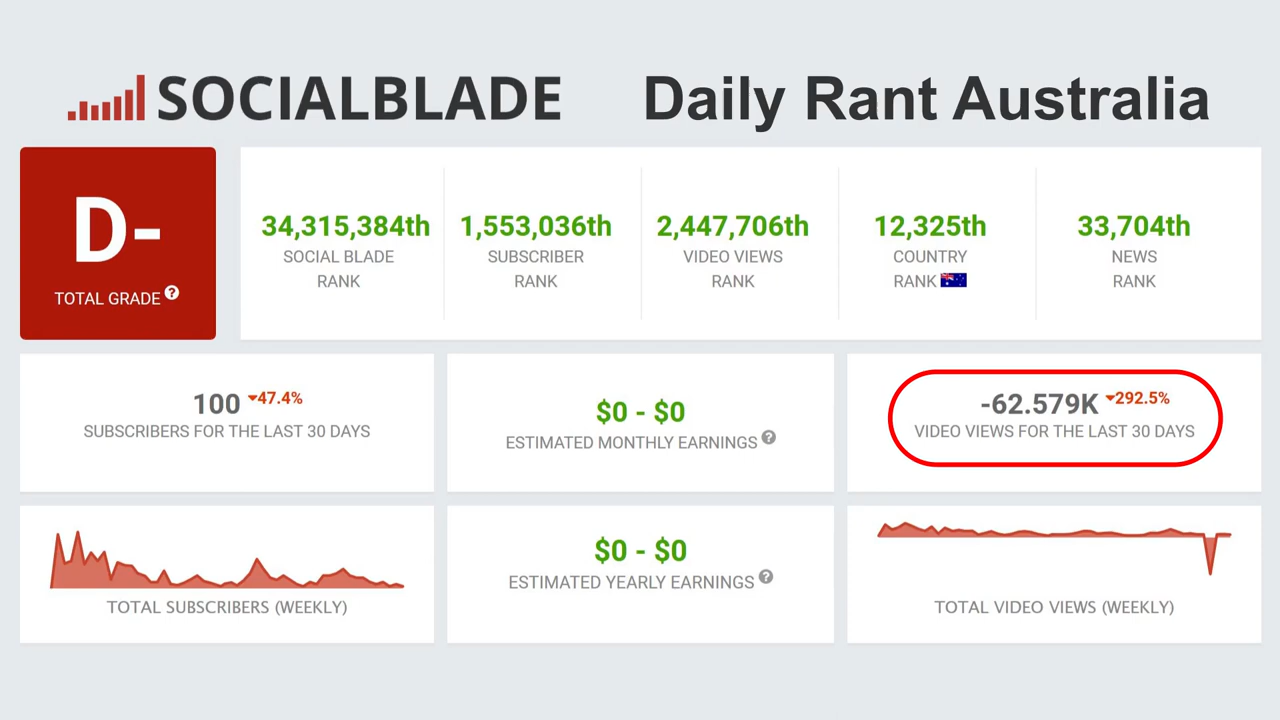 SOCIALBLADE
Daily Rant Australia
D-
TOTAL GRADE ?
34,315,384th
SOCIAL BLADE
RANK
1,553,036th
SUBSCRIBER
RANK
2,447,706th
VIDEO VIEWS
RANK
12,325th
COUNTRY
RANK
33,704th
NEWS
RANK
100 47.4%
SUBSCRIBERS FOR THE LAST 30 DAYS
$0 - $0
ESTIMATED MONTHLY EARNINGS ?
-62.579K 292.5%
VIDEO VIEWS FOR THE LAST 30 DAYS
TOTAL SUBSCRIBERS (WEEKLY)
$0 - $0
ESTIMATED YEARLY EARNINGS ?
TOTAL VIDEO VIEWS (WEEKLY)